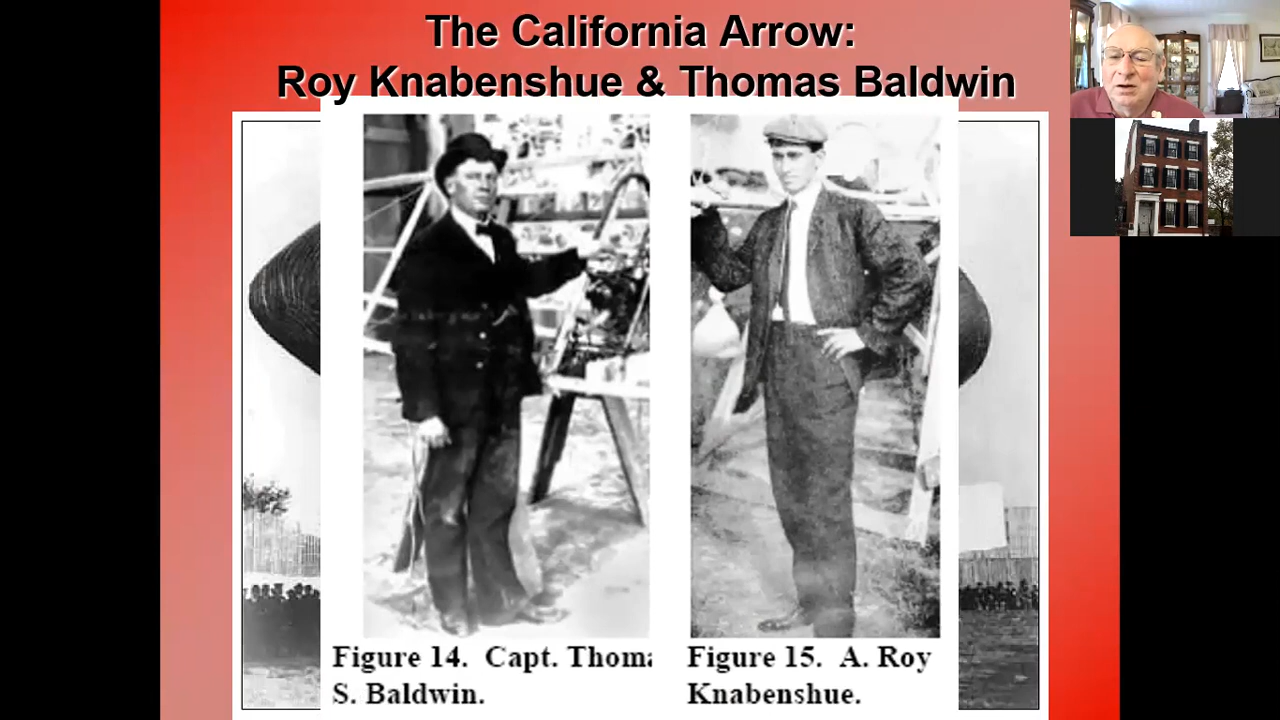 The California Arrow:
Roy Knabenshue & Thomas Baldwin
Figure 14. Capt. Thoma
S. Baldwin.
Figure 15. A. Roy
Knabenshue.